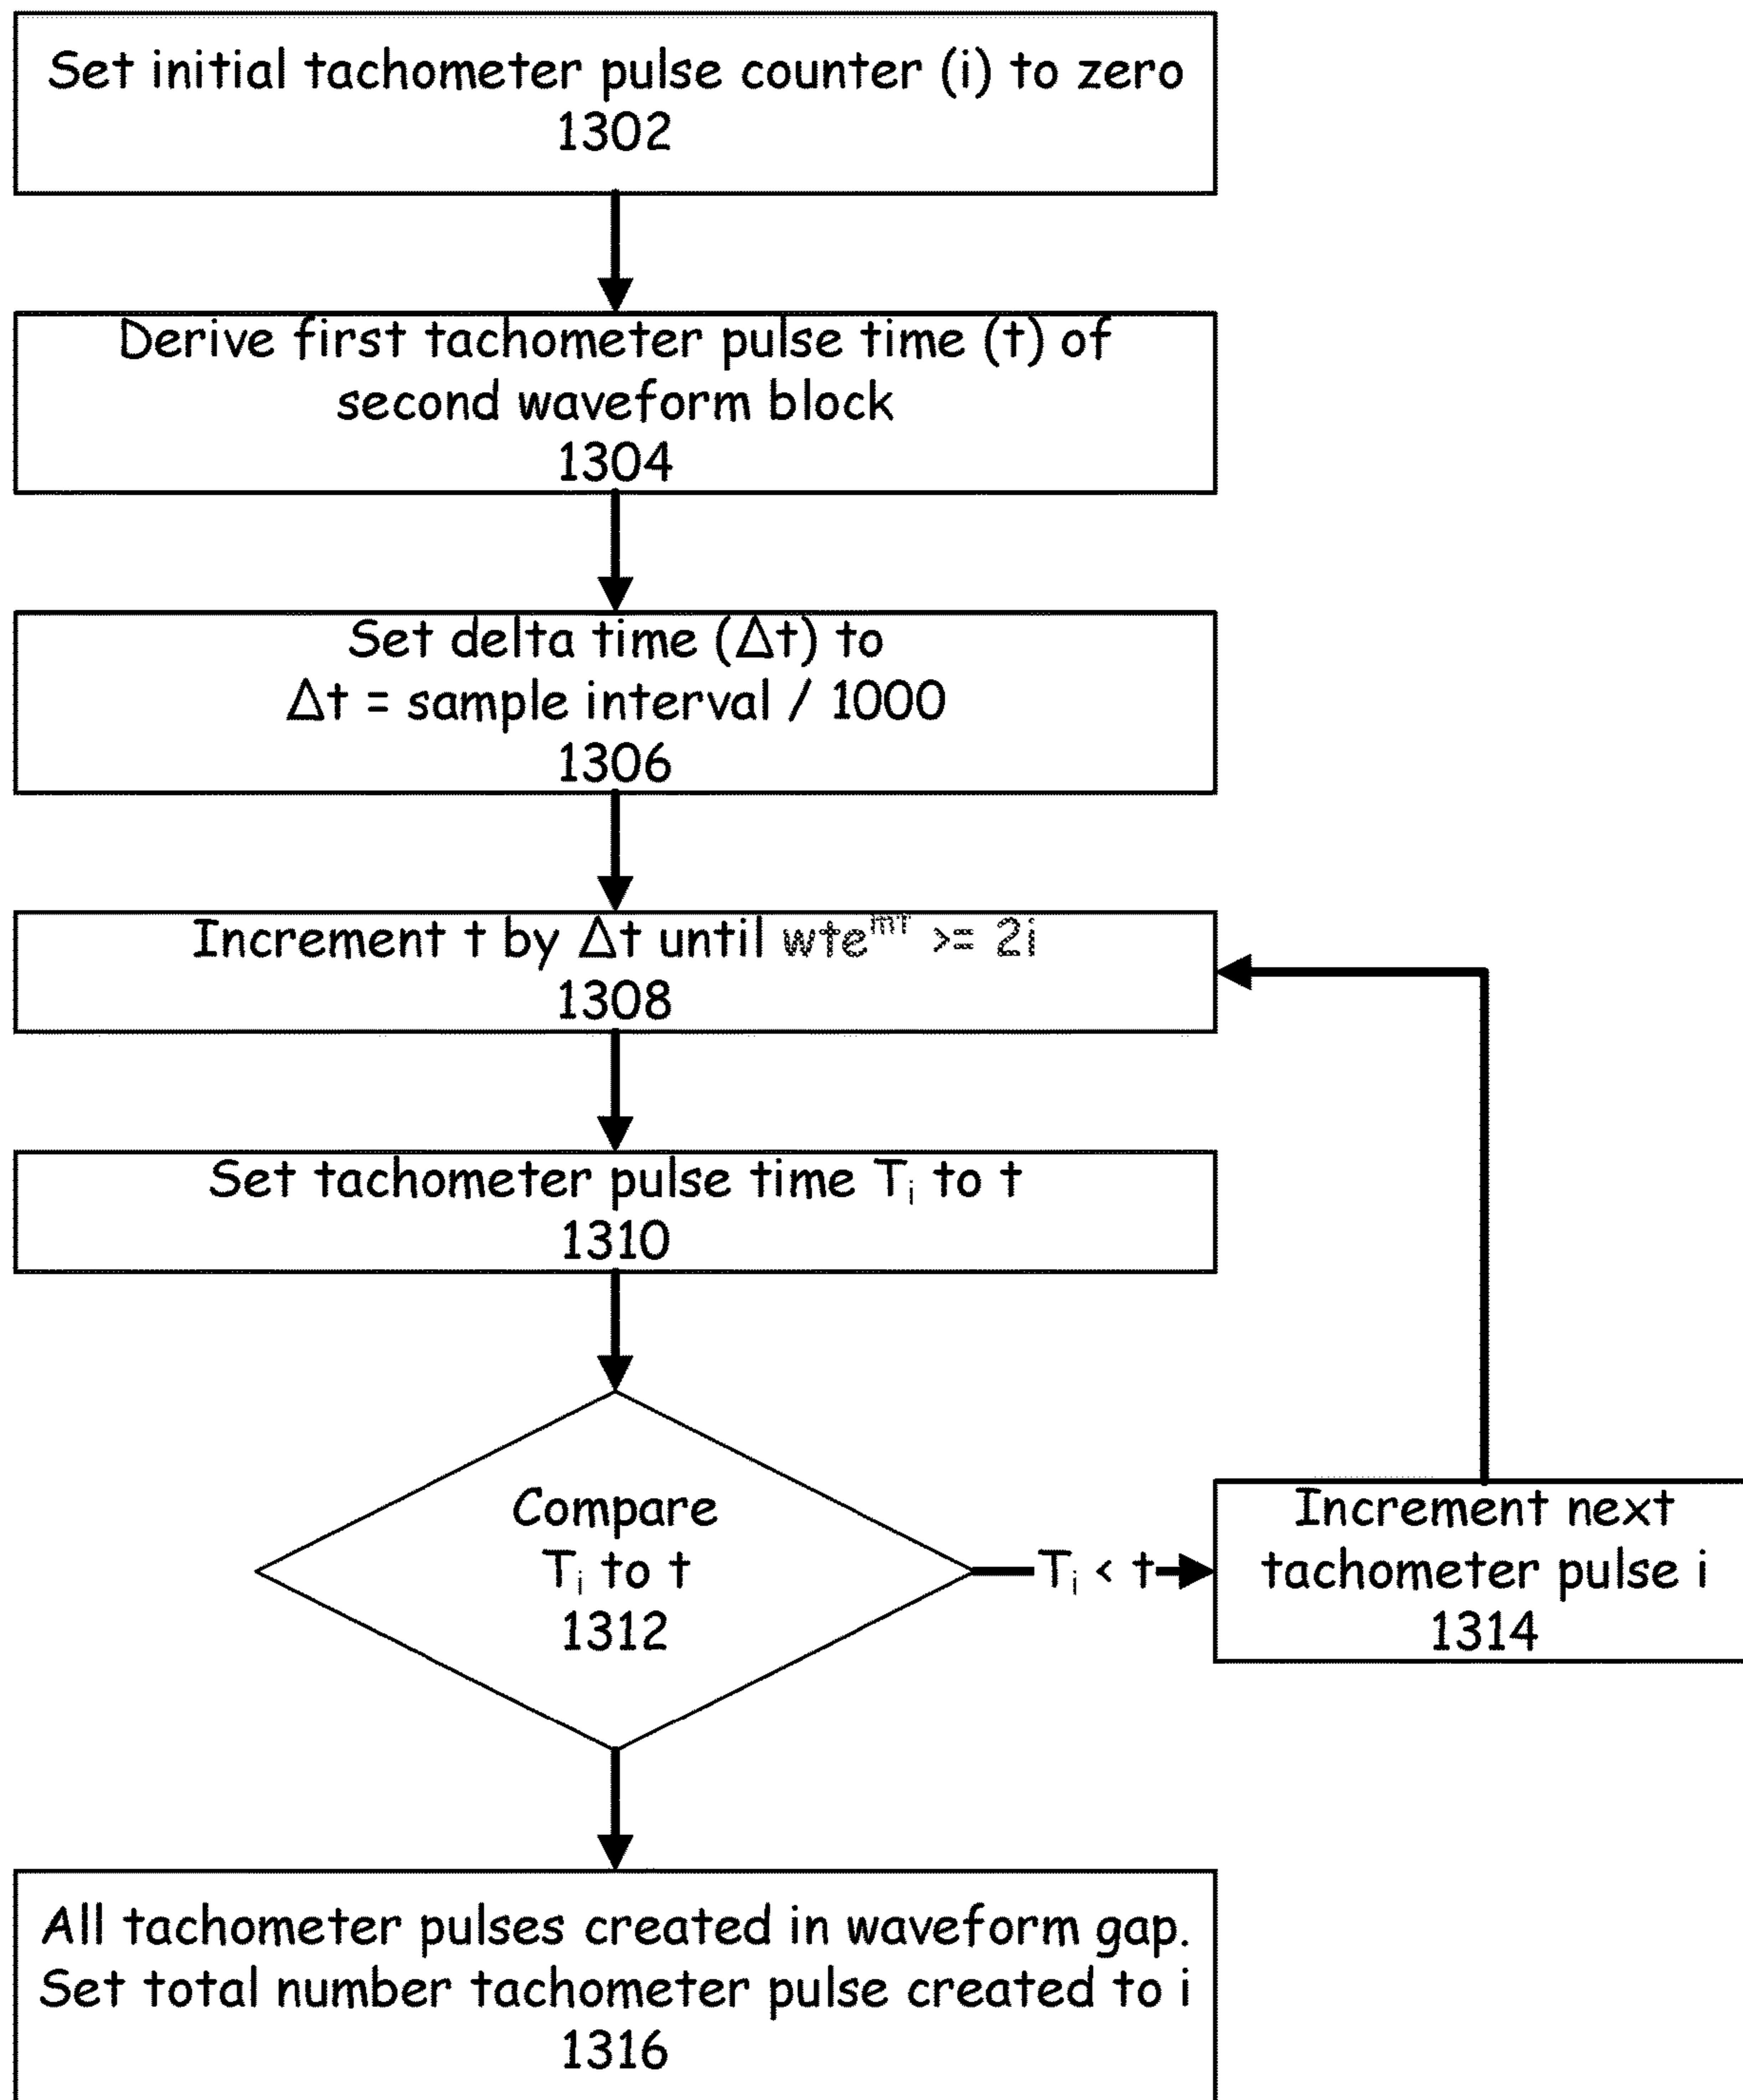 Set initial tachometer pulse counter (i) to zero
1302
Derive first tachometer pulse time (t) of
second waveform block
1304
Set delta time (Δt) to
Δt = sample interval / 1000
1306
Increment t by Δt until wte^mt >= 2i
1308
Set tachometer pulse time Tᵢ to t
1310
Compare
Tᵢ to t
1312
Tᵢ < t
Increment next
tachometer pulse i
1314
All tachometer pulses created in waveform gap.
Set total number tachometer pulse created to i
1316